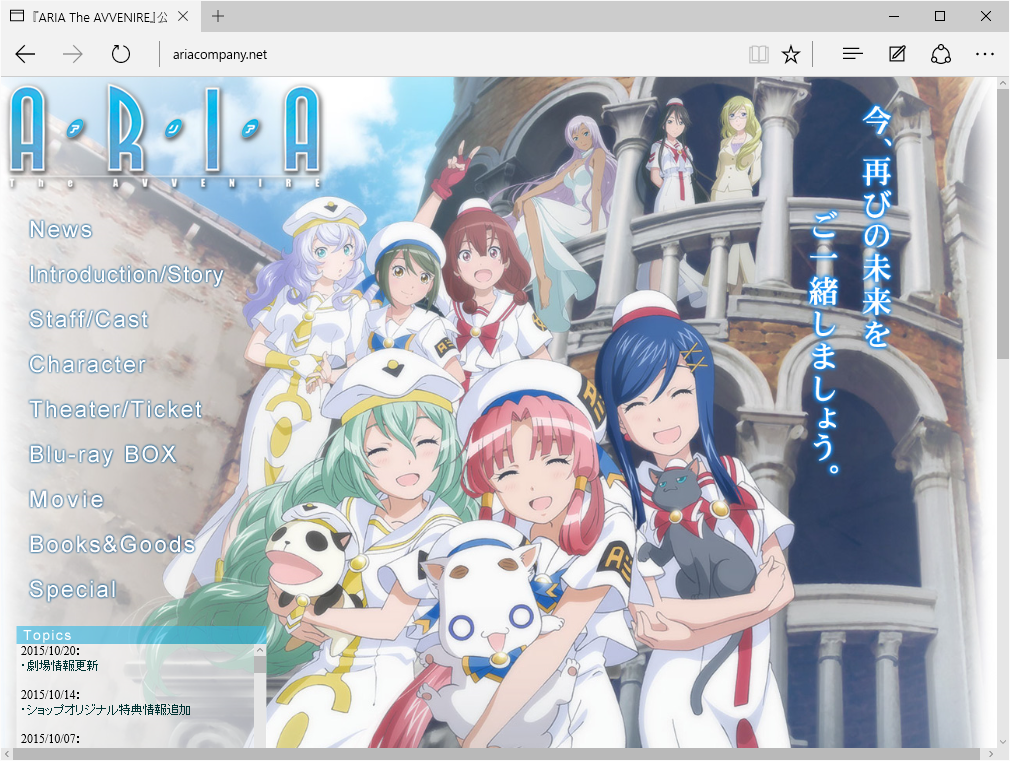 『ARIA The AVVENIRE』公
ariacompany.net
A・R・I・A
ア リ ア
The AVVENIRE
News
Introduction/Story
Staff/Cast
Character
Theater/Ticket
Blu-ray BOX
Movie
Books&Goods
Special
今、再びの未来を
ご一緒しましょう。
Topics
2015/10/20:
・劇場情報更新
2015/10/14:
・ショップオリジナル特典情報追加
2015/10/07: